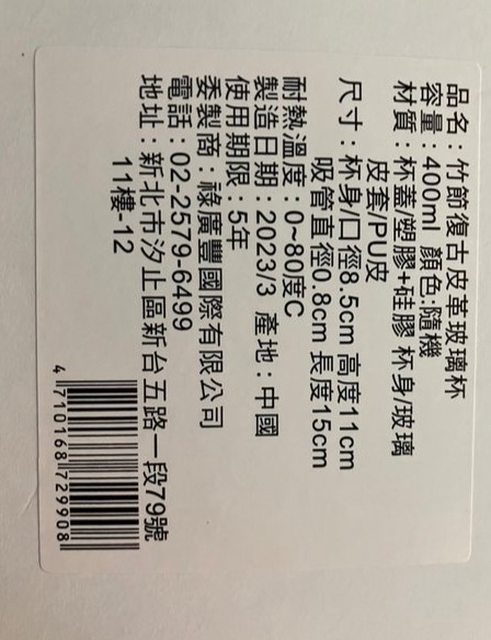 品名:竹節復古皮革玻璃杯
容量:400ml 顏色:隨機
材質:杯蓋/塑膠+硅膠 杯身/玻璃
皮套/PU皮
尺寸:杯身/口徑8.5cm 高度11cm
吸管直徑0.8cm 長度15cm
耐熱溫度:0~80度C
製造日期:2023/3 產地:中國
使用期限:5年
委製商:祿廣豐國際有限公司
電話:02-2579-6499
地址:新北市汐止區新台五路一段79號
11樓-12
4710168729908